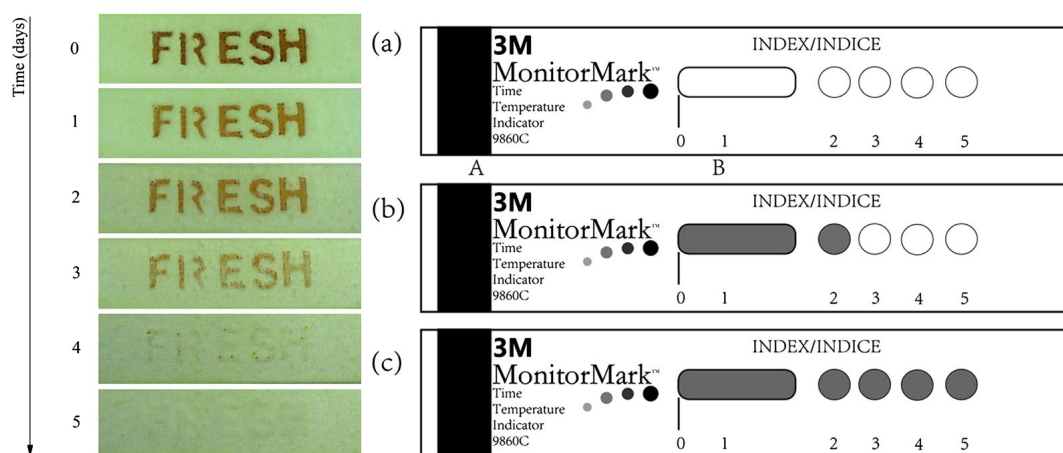 Time (days)
0
FRESH
1
FRESH
2
FRESH
3
FRESH
4
FRESH
5
(a)
3M
INDEX/INDICE
MonitorMark™
Time
Temperature
Indicator
9860C
0 1 2 3 4 5
A B
(b)
3M
INDEX/INDICE
MonitorMark™
Time
Temperature
Indicator
9860C
0 1 2 3 4 5
(c)
3M
INDEX/INDICE
MonitorMark™
Time
Temperature
Indicator
9860C
0 1 2 3 4 5